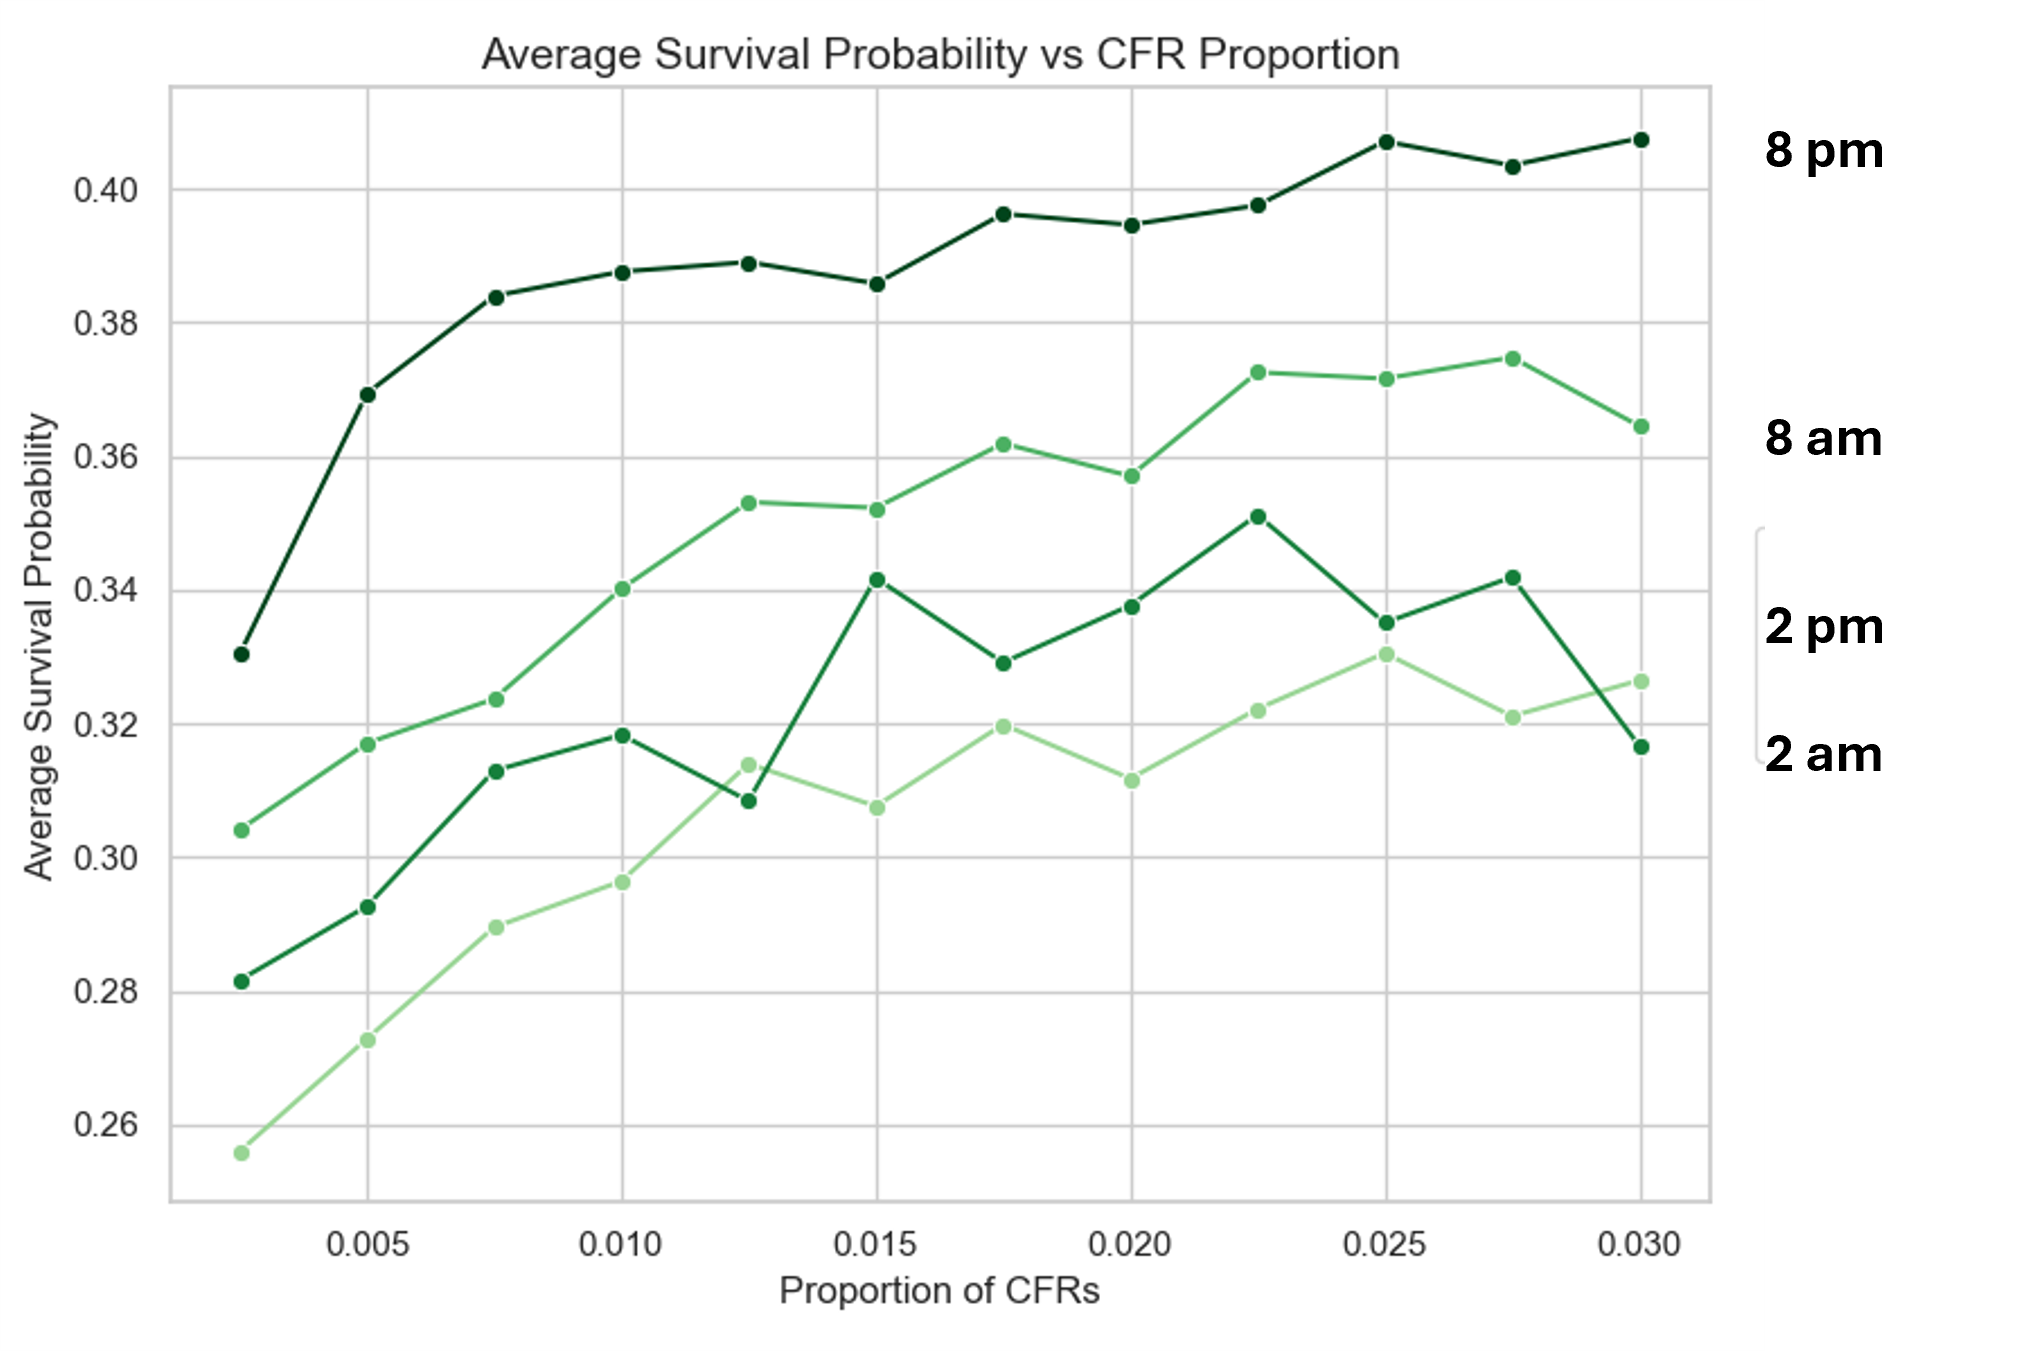 Average Survival Probability vs CFR Proportion
8 pm
0.40
0.38
8 am
0.36
0.34
2 pm
0.32
2 am
0.30
0.28
0.26
Average Survival Probability
0.005 0.010 0.015 0.020 0.025 0.030
Proportion of CFRs